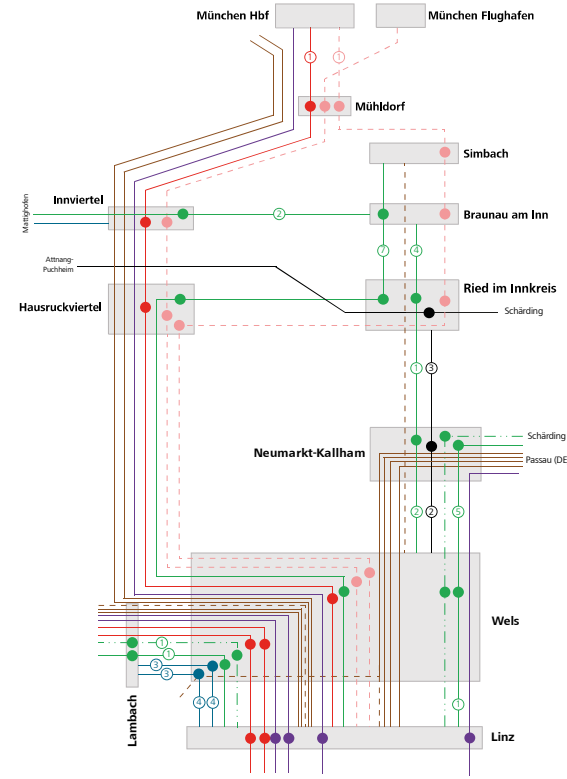 München Hbf
München Flughafen
1
1
Mühldorf
Simbach
Innviertel
Braunau am Inn
Mattighofen
2
7
4
Attnang-
Puchheim
Ried im Innkreis
Hausruckviertel
Schärding
1
3
Neumarkt-Kallham
Schärding
Passau (DE
2
2
5
Wels
1
1
3
3
4
4
1
Lambach
Linz